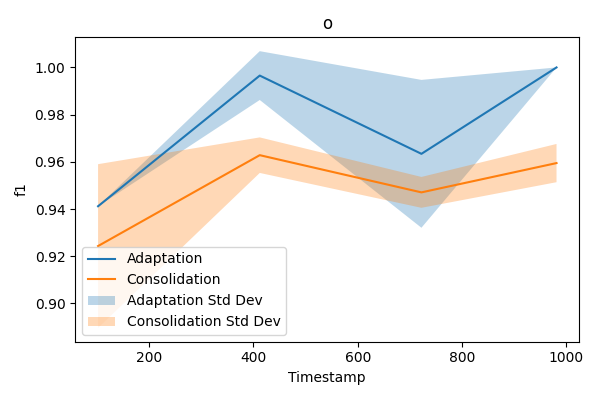 o
f1
1.00
0.98
0.96
0.94
0.92
0.90
Adaptation
Consolidation
Adaptation Std Dev
Consolidation Std Dev
200 400 600 800 1000
Timestamp